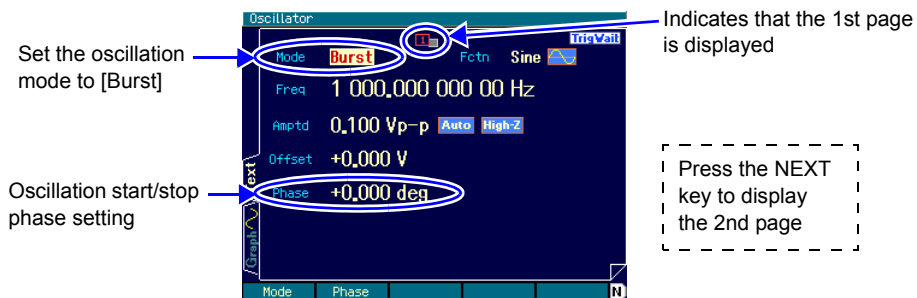 Oscillator
Indicates that the 1st page
is displayed
1
TrigWait
Set the oscillation
mode to [Burst]
Mode Burst Fctn Sine
Freq 1 000.000 000 00 Hz
Amptd 0.100 Vp-p Auto High-Z
Offset +0.000 V
Text
Press the NEXT
key to display
the 2nd page
Oscillation start/stop
phase setting
Phase +0.000 deg
Graph
Mode Phase N